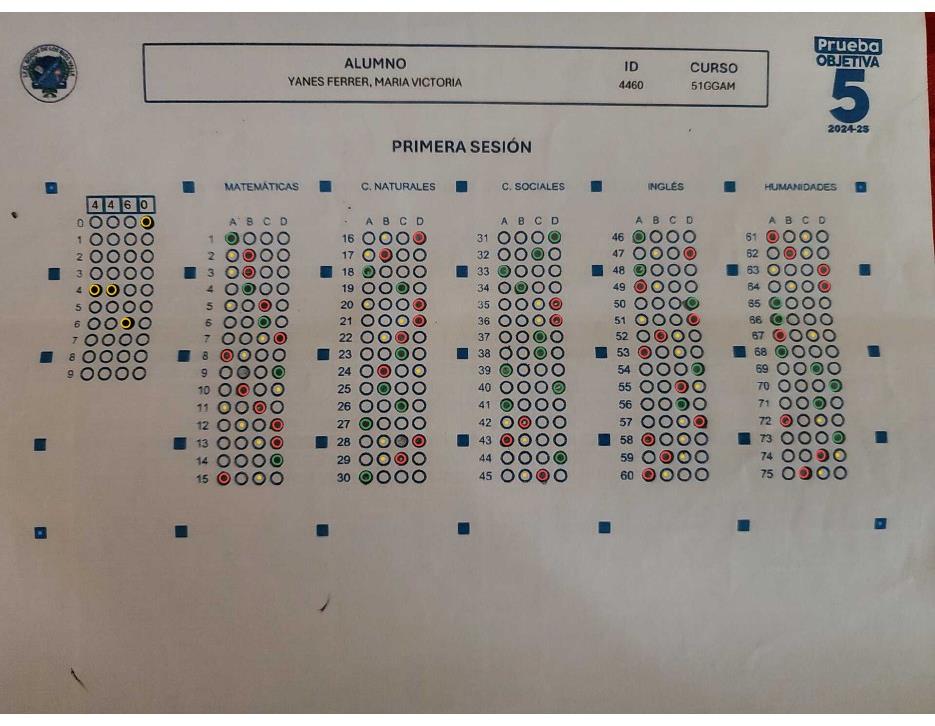 Prueba
OBJETIVA
5
2024-25
ALUMNO ID CURSO
YANES FERRER, MARIA VICTORIA 4460 51GGAM
PRIMERA SESIÓN
MATEMÁTICAS C. NATURALES C. SOCIALES INGLÉS HUMANIDADES
4 4 6 0
A B C D A B C D A B C D A B C D A B C D
0
1
2
3
4
5
6
7
8
9
1 16 31 46 61
2 17 32 47 62
3 18 33 48 63
4 19 34 49 64
5 20 35 50 65
6 21 36 51 66
7 22 37 52 67
8 23 38 53 68
9 24 39 54 69
10 25 40 55 70
11 26 41 56 71
12 27 42 57 72
13 28 43 58 73
14 29 44 59 74
15 30 45 60 75